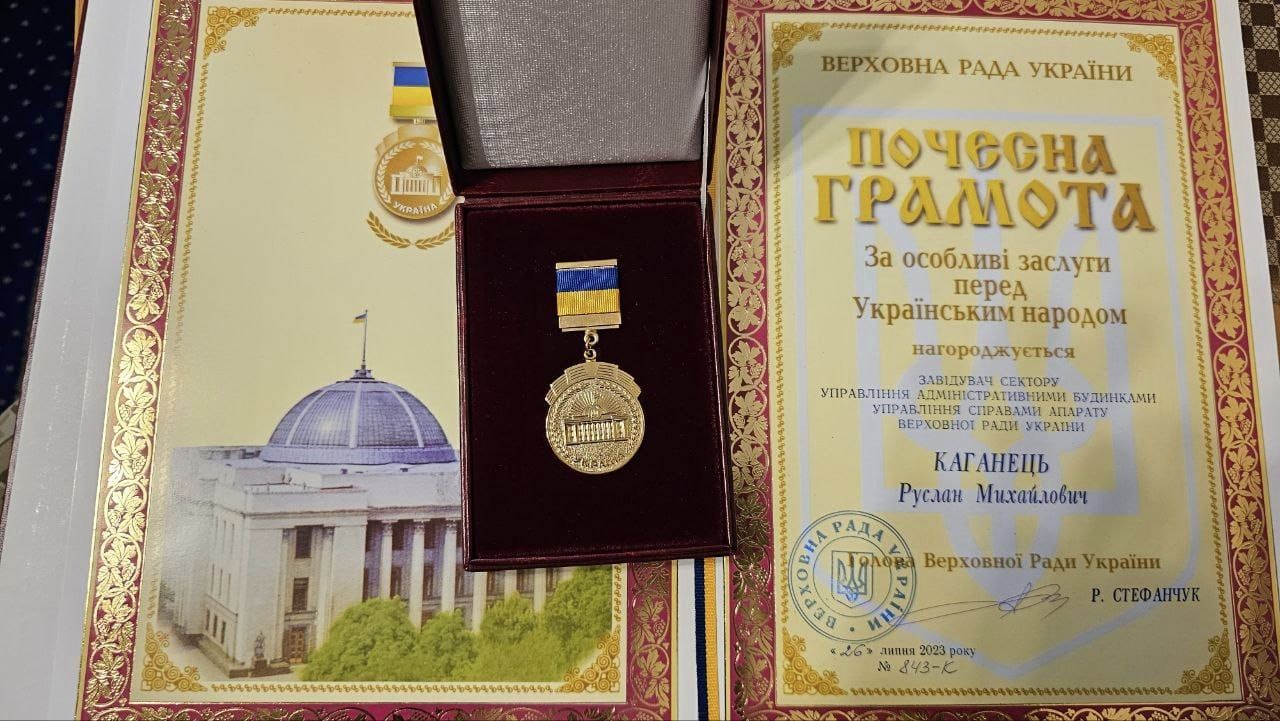 УКРАЇНА
УКРАЇНА
ВЕРХОВНА РАДА УКРАЇНИ
ПОЧЕСНА
ГРАМОТА
За особливі заслуги
перед
Українським народом
нагороджується
ЗАВІДУВАЧ СЕКТОРУ
УПРАВЛІННЯ АДМІНІСТРАТИВНИМИ БУДИНКАМИ
УПРАВЛІННЯ СПРАВАМИ АПАРАТУ
ВЕРХОВНОЇ РАДИ УКРАЇНИ
КАГАНЕЦЬ
Руслан Михайлович
ВЕРХОВНА РАДА УКРАЇНИ
Голова Верховної Ради України
Р. СТЕФАНЧУК
« 26 » липня 2023 року
№ 843-К